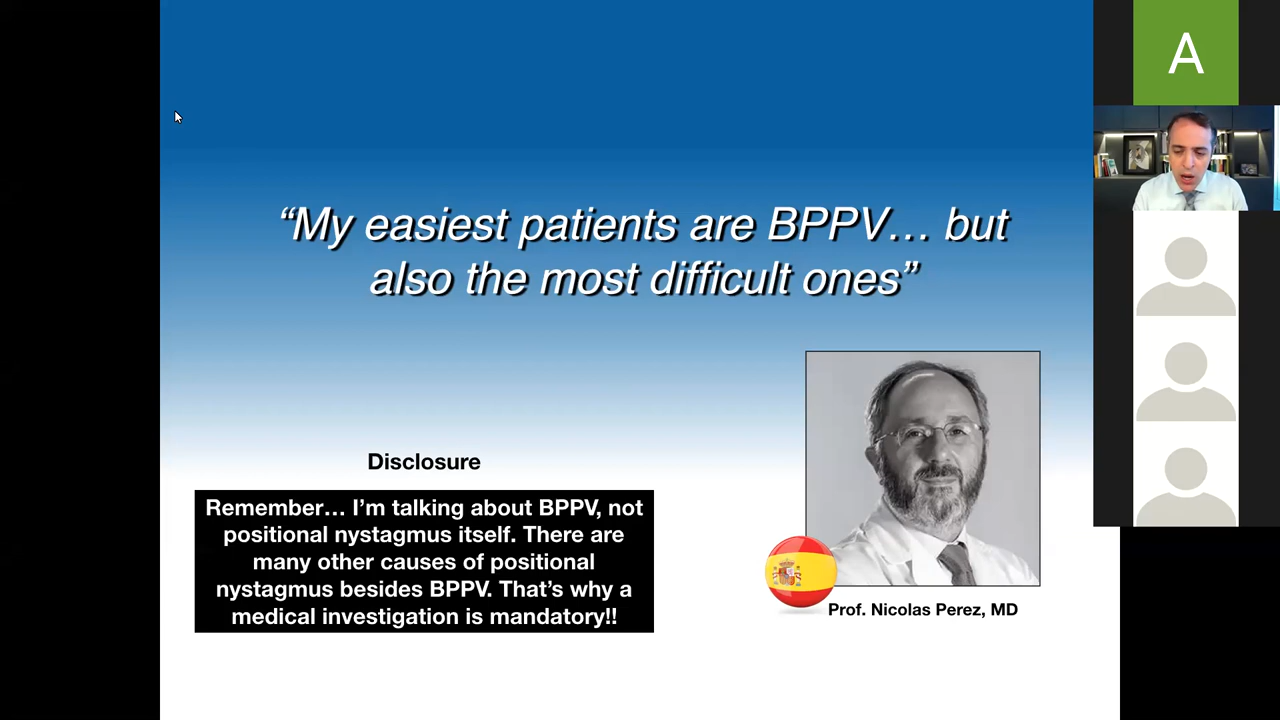 “My easiest patients are BPPV… but
also the most difficult ones”
Disclosure
Remember… I’m talking about BPPV, not
positional nystagmus itself. There are
many other causes of positional
nystagmus besides BPPV. That’s why a
medical investigation is mandatory!!
Prof. Nicolas Perez, MD
A